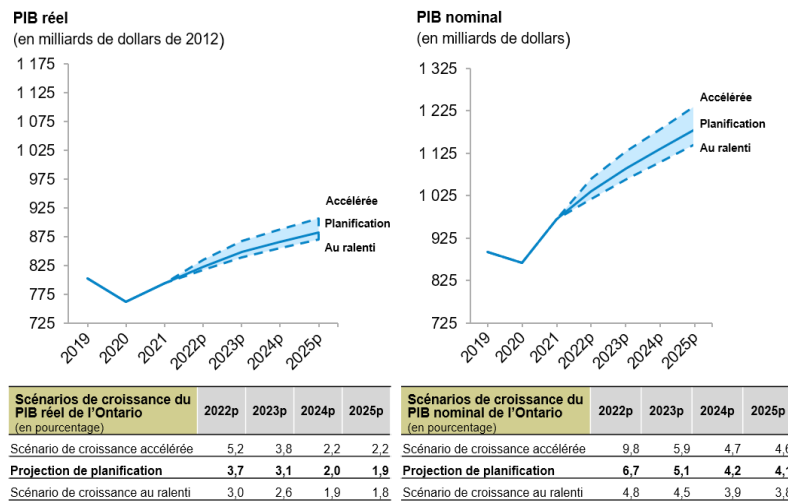 PIB réel
(en milliards de dollars de 2012)
1 175
1 125
1 075
1 025
975
925
875
825
775
725
Accélérée
Planification
Au ralenti
2019 2020 2021 2022p 2023p 2024p 2025p
Scénarios de croissance du
PIB réel de l'Ontario
(en pourcentage)
2022p 2023p 2024p 2025p
Scénario de croissance accélérée 5,2 3,8 2,2 2,2
Projection de planification 3,7 3,1 2,0 1,9
Scénario de croissance au ralenti 3,0 2,6 1,9 1,8
PIB nominal
(en milliards de dollars)
1 325
1 225
1 125
1 025
925
825
725
Accélérée
Planification
Au ralenti
2019 2020 2021 2022p 2023p 2024p 2025p
Scénarios de croissance du
PIB nominal de l'Ontario
(en pourcentage)
2022p 2023p 2024p 2025p
Scénario de croissance accélérée 9,8 5,9 4,7 4,6
Projection de planification 6,7 5,1 4,2 4,1
Scénario de croissance au ralenti 4,8 4,5 3,9 3,8